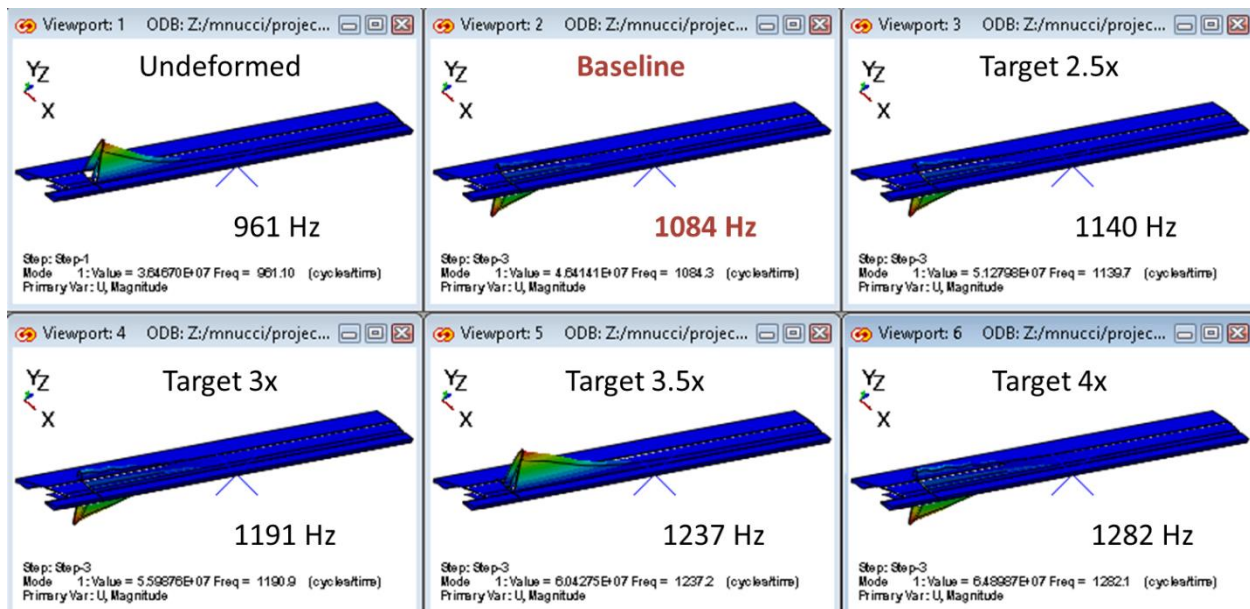 Viewport: 1 ODB: Z:/mnucci/projec...
Undeformed
Y
Z
X
961 Hz
Step: Step-1
Mode 1: Value = 3.64670E+07 Freq = 961.10 (cycles/time)
Primary Var: U, Magnitude
Viewport: 2 ODB: Z:/mnucci/projec...
Baseline
Y
Z
X
1084 Hz
Step: Step-3
Mode 1: Value = 4.64141E+07 Freq = 1084.3 (cycles/time)
Primary Var: U, Magnitude
Viewport: 3 ODB: Z:/mnucci/projec...
Target 2.5x
Y
Z
X
1140 Hz
Step: Step-3
Mode 1: Value = 5.12798E+07 Freq = 1139.7 (cycles/time)
Primary Var: U, Magnitude
Viewport: 4 ODB: Z:/mnucci/projec...
Target 3x
Y
Z
X
1191 Hz
Step: Step-3
Mode 1: Value = 5.59876E+07 Freq = 1190.9 (cycles/time)
Primary Var: U, Magnitude
Viewport: 5 ODB: Z:/mnucci/projec...
Target 3.5x
Y
Z
X
1237 Hz
Step: Step-3
Mode 1: Value = 6.04275E+07 Freq = 1237.2 (cycles/time)
Primary Var: U, Magnitude
Viewport: 6 ODB: Z:/mnucci/projec...
Target 4x
Y
Z
X
1282 Hz
Step: Step-3
Mode 1: Value = 6.48987E+07 Freq = 1282.1 (cycles/time)
Primary Var: U, Magnitude